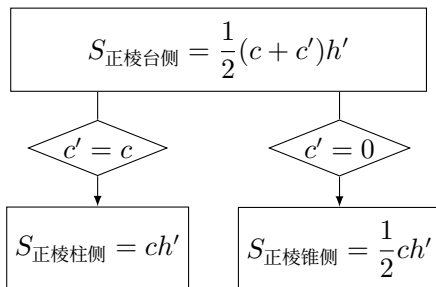 S正棱台侧 = 1/2(c + c′)h′
c′ = c
c′ = 0
S正棱柱侧 = ch′
S正棱锥侧 = 1/2ch′